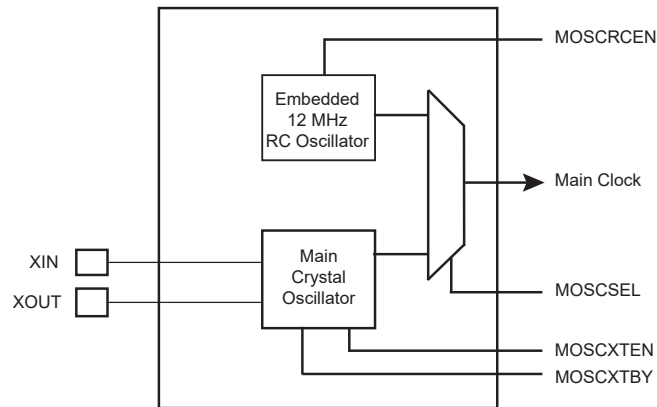 MOSCRCEN
Embedded
12 MHz
RC Oscillator
Main Clock
XIN
Main
Crystal
Oscillator
XOUT
MOSCSEL
MOSCXTEN
MOSCXTBY